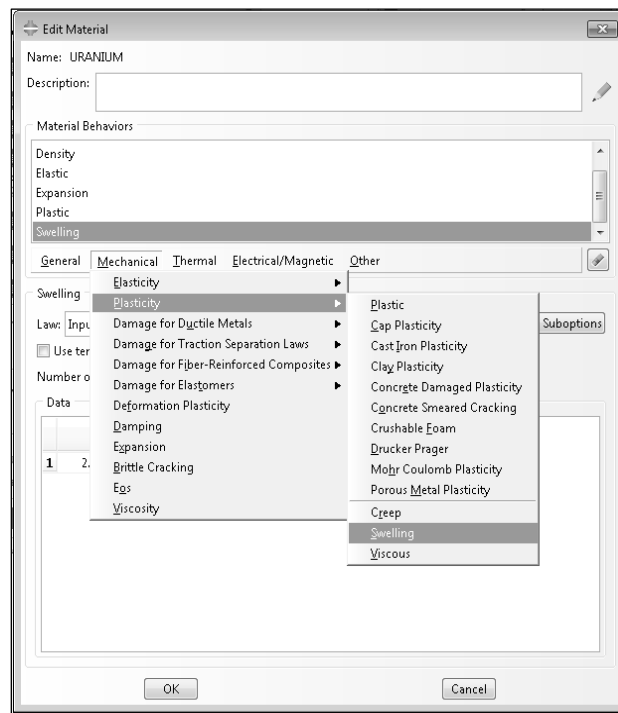 Edit Material
Name: URANIUM
Description:
Material Behaviors
Density
Elastic
Expansion
Plastic
Swelling
General Mechanical Thermal Electrical/Magnetic Other
Swelling
Law:
Suboptions
Use
Number
Data
1 2.
Elasticity
Plasticity
Damage for Ductile Metals
Damage for Traction Separation Laws
Damage for Fiber-Reinforced Composites
Damage for Elastomers
Deformation Plasticity
Damping
Expansion
Brittle Cracking
Eos
Viscosity
Plastic
Cap Plasticity
Cast Iron Plasticity
Clay Plasticity
Concrete Damaged Plasticity
Concrete Smeared Cracking
Crushable Foam
Drucker Prager
Mohr Coulomb Plasticity
Porous Metal Plasticity
Creep
Swelling
Viscous
OK
Cancel